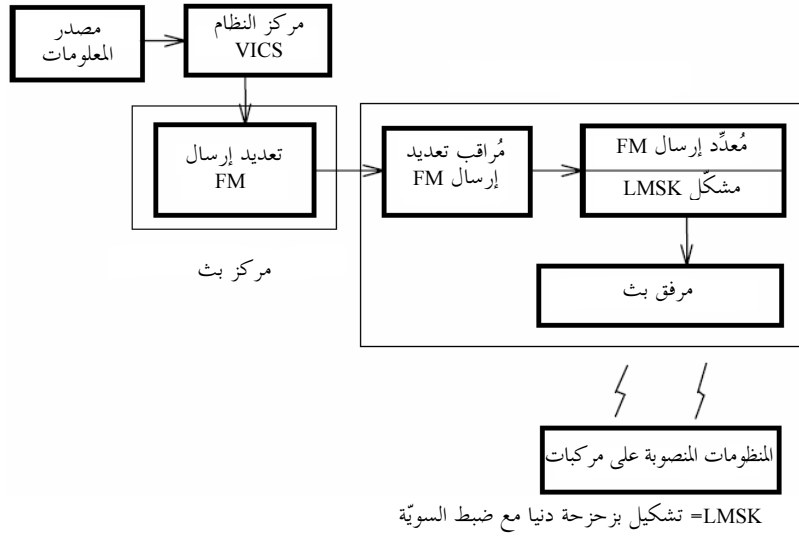 مصدر
المعلومات
مركز النظام
VICS
تعديد إرسال
FM
مركز بث
مُراقب تعديد
إرسال FM
مُعدِّد إرسال FM
مشكّل LMSK
مرفق بث
المنظومات المنصوبة على مركبات
LMSK= تشكيل بزحزحة دنيا مع ضبط السويّة